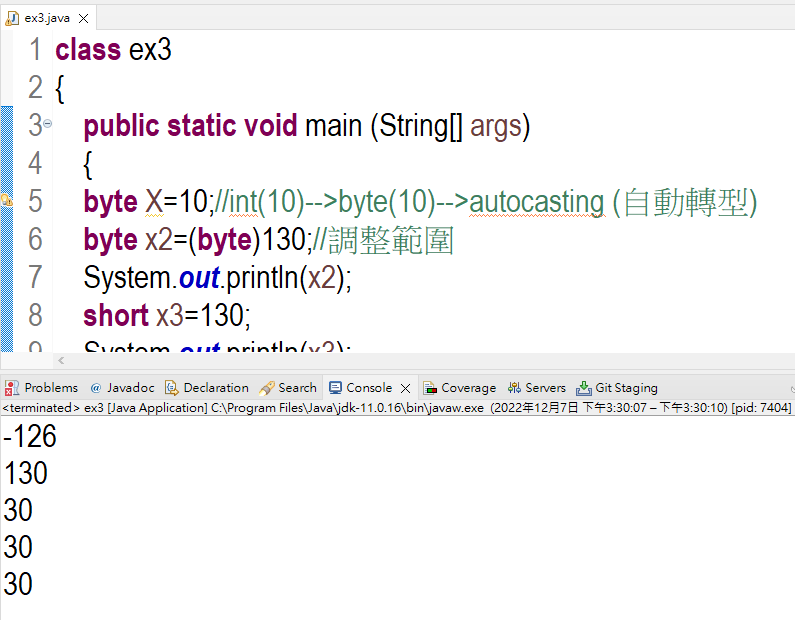 ex3.java
1 class ex3
2 {
3 public static void main (String[] args)
4 {
5 byte X=10;//int(10)-->byte(10)-->autocasting (自動轉型)
6 byte x2=(byte)130;//調整範圍
7 System.out.println(x2);
8 short x3=130;
9 System.out.println(x3);
Problems @ Javadoc Declaration Search Console Coverage Servers Git Staging
<terminated> ex3 [Java Application] C:\Program Files\Java\jdk-11.0.16\bin\javaw.exe (2022年12月7日 下午3:30:07 – 下午3:30:10) [pid: 7404]
-126
130
30
30
30